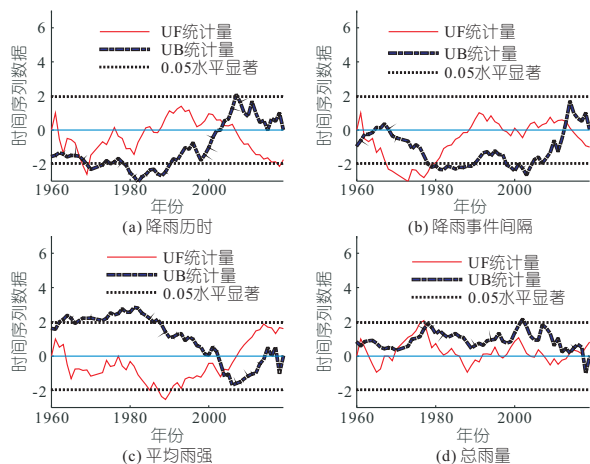 UF统计量
UB统计量
0.05水平显著
时间序列数据
6
4
2
0
−2
1960
1980
2000
年份
(a) 降雨历时
UF统计量
UB统计量
0.05水平显著
时间序列数据
6
4
2
0
−2
1960
1980
2000
年份
(b) 降雨事件间隔
UF统计量
UB统计量
0.05水平显著
时间序列数据
6
4
2
0
−2
1960
1980
2000
年份
(c) 平均雨强
UF统计量
UB统计量
0.05水平显著
时间序列数据
6
4
2
0
−2
1960
1980
2000
年份
(d) 总雨量